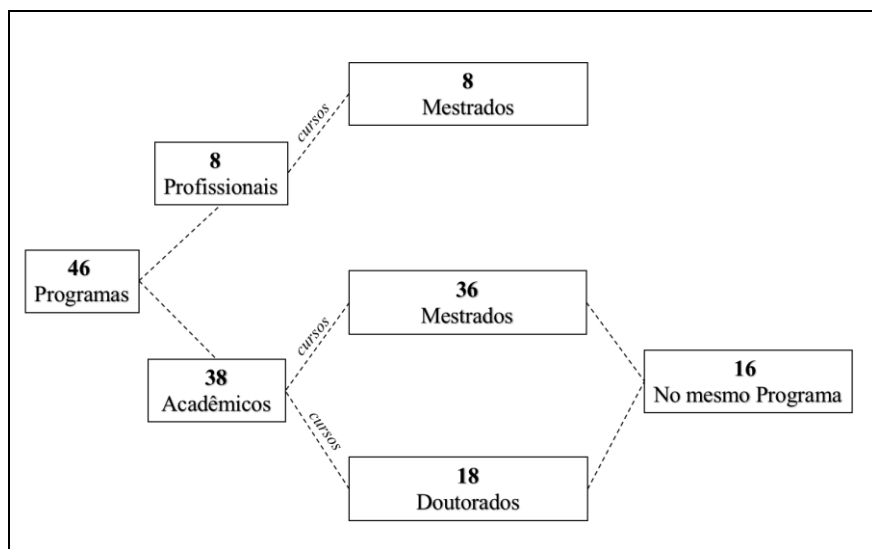 8
Mestrados
cursos
8
Profissionais
46
Programas
36
Mestrados
cursos
38
Acadêmicos
16
No mesmo Programa
cursos
18
Doutorados